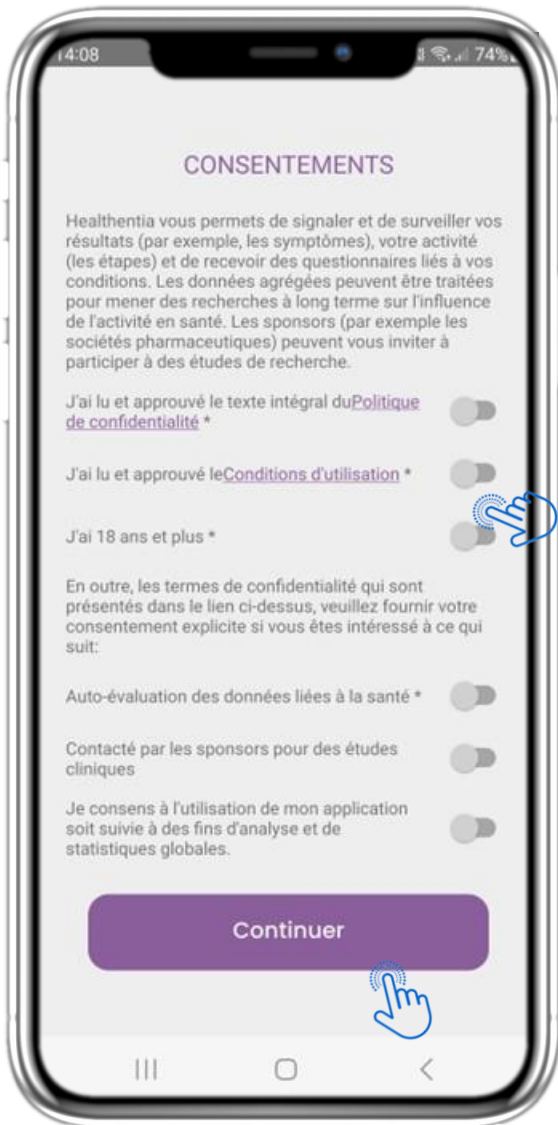 14:08
74%
CONSENTEMENTS
Healthentia vous permets de signaler et de surveiller vos
résultats (par exemple, les symptômes), votre activité
(les étapes) et de recevoir des questionnaires liés à vos
conditions. Les données agrégées peuvent être traitées
pour mener des recherches à long terme sur l'influence
de l'activité en santé. Les sponsors (par exemple les
sociétés pharmaceutiques) peuvent vous inviter à
participer à des études de recherche.
J'ai lu et approuvé le texte intégral duPolitique
de confidentialité *
J'ai lu et approuvé leConditions d'utilisation *
J'ai 18 ans et plus *
En outre, les termes de confidentialité qui sont
présentés dans le lien ci-dessus, veuillez fournir votre
consentement explicite si vous êtes intéressé à ce qui
suit:
Auto-évaluation des données liées à la santé *
Contacté par les sponsors pour des études
cliniques
Je consens à l'utilisation de mon application
soit suivie à des fins d'analyse et de
statistiques globales.
Continuer